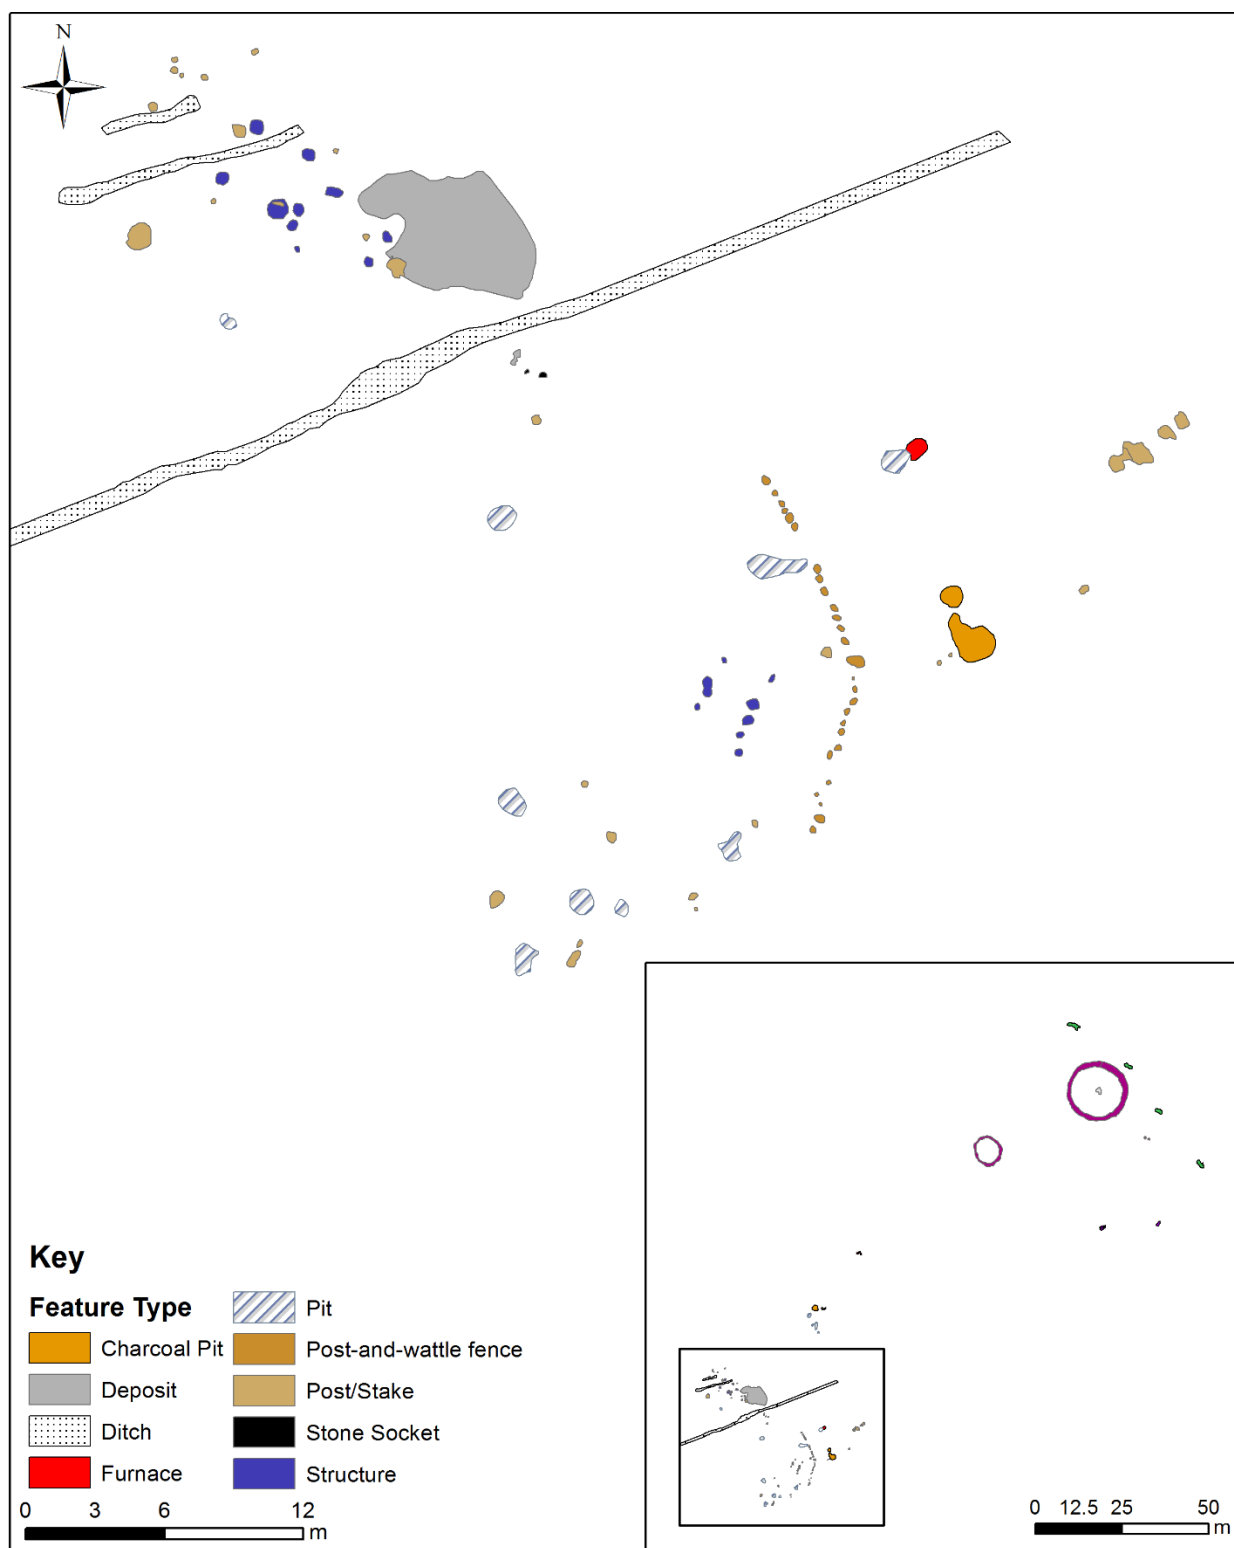 N
Key
Feature Type
Charcoal Pit
Deposit
Ditch
Furnace
Pit
Post-and-wattle fence
Post/Stake
Stone Socket
Structure
0 3 6 12
m
0 12.5 25 50
m